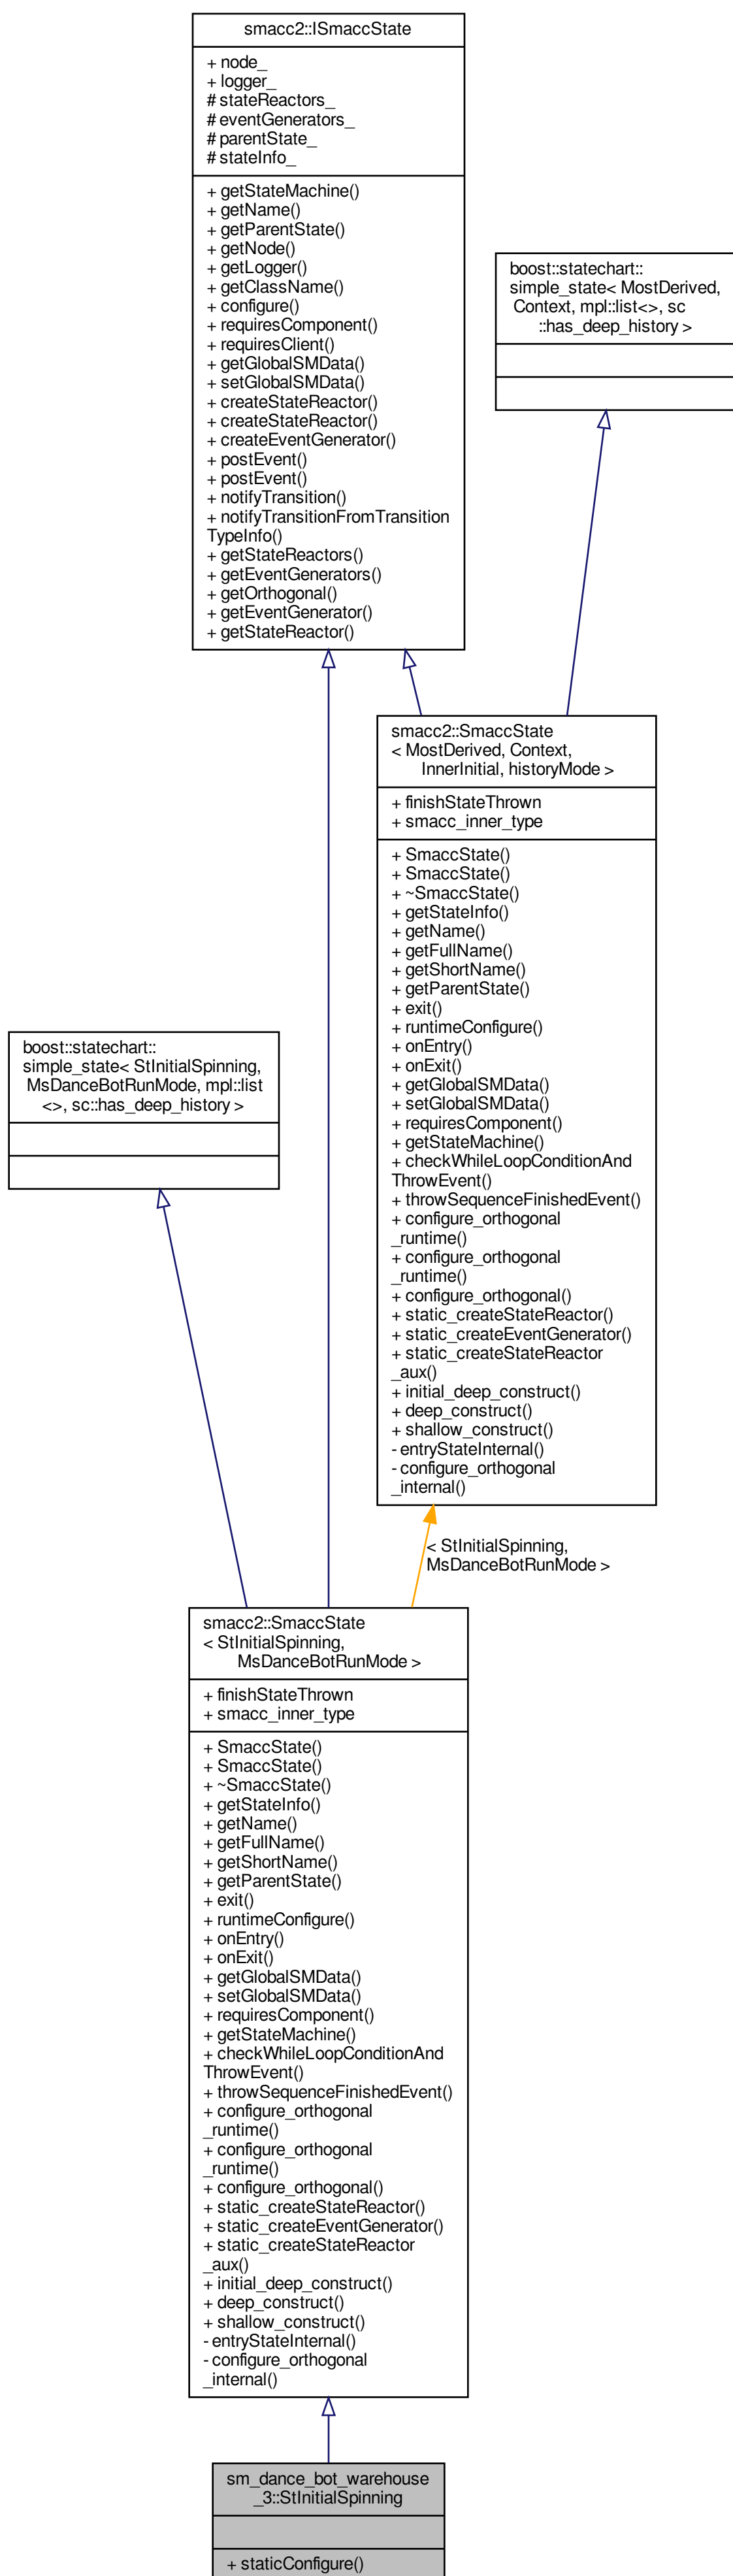 smacc2::ISmaccState
+ node_
+ logger_
# stateReactors_
# eventGenerators_
# parentState_
# stateInfo_
+ getStateMachine()
+ getName()
+ getParentState()
+ getNode()
+ getLogger()
+ getClassName()
+ configure()
+ requiresComponent()
+ requiresClient()
+ getGlobalSMData()
+ setGlobalSMData()
+ createStateReactor()
+ createStateReactor()
+ createEventGenerator()
+ postEvent()
+ postEvent()
+ notifyTransition()
+ notifyTransitionFromTransition
TypeInfo()
+ getStateReactors()
+ getEventGenerators()
+ getOrthogonal()
+ getEventGenerator()
+ getStateReactor()
boost::statechart::
simple_state< MostDerived,
Context, mpl::list<>, sc
::has_deep_history >
smacc2::SmaccState
< MostDerived, Context,
InnerInitial, historyMode >
+ finishStateThrown
+ smacc_inner_type
+ SmaccState()
+ SmaccState()
+ ~SmaccState()
+ getStateInfo()
+ getName()
+ getFullName()
+ getShortName()
+ getParentState()
+ exit()
+ runtimeConfigure()
+ onEntry()
+ onExit()
+ getGlobalSMData()
+ setGlobalSMData()
+ requiresComponent()
+ getStateMachine()
+ checkWhileLoopConditionAnd
ThrowEvent()
+ throwSequenceFinishedEvent()
+ configure_orthogonal
_runtime()
+ configure_orthogonal
_runtime()
+ configure_orthogonal()
+ static_createStateReactor()
+ static_createEventGenerator()
+ static_createStateReactor
_aux()
+ initial_deep_construct()
+ deep_construct()
+ shallow_construct()
- entryStateInternal()
- configure_orthogonal
_internal()
boost::statechart::
simple_state< StInitialSpinning,
MsDanceBotRunMode, mpl::list
<>, sc::has_deep_history >
< StInitialSpinning,
MsDanceBotRunMode >
smacc2::SmaccState
< StInitialSpinning,
MsDanceBotRunMode >
+ finishStateThrown
+ smacc_inner_type
+ SmaccState()
+ SmaccState()
+ ~SmaccState()
+ getStateInfo()
+ getName()
+ getFullName()
+ getShortName()
+ getParentState()
+ exit()
+ runtimeConfigure()
+ onEntry()
+ onExit()
+ getGlobalSMData()
+ setGlobalSMData()
+ requiresComponent()
+ getStateMachine()
+ checkWhileLoopConditionAnd
ThrowEvent()
+ throwSequenceFinishedEvent()
+ configure_orthogonal
_runtime()
+ configure_orthogonal
_runtime()
+ configure_orthogonal()
+ static_createStateReactor()
+ static_createEventGenerator()
+ static_createStateReactor
_aux()
+ initial_deep_construct()
+ deep_construct()
+ shallow_construct()
- entryStateInternal()
- configure_orthogonal
_internal()
sm_dance_bot_warehouse
_3::StInitialSpinning
+ staticConfigure()